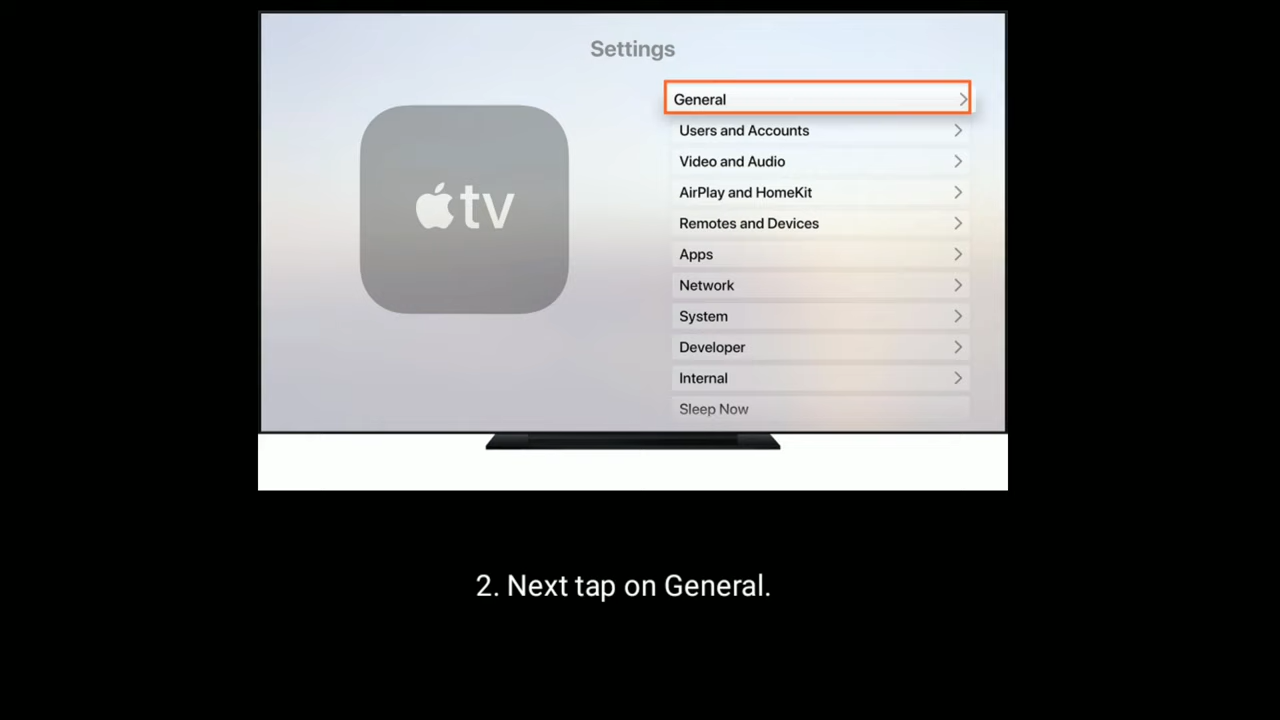 Settings
General
Users and Accounts
Video and Audio
AirPlay and HomeKit
Remotes and Devices
Apps
Network
System
Developer
Internal
Sleep Now
tv
2. Next tap on General.